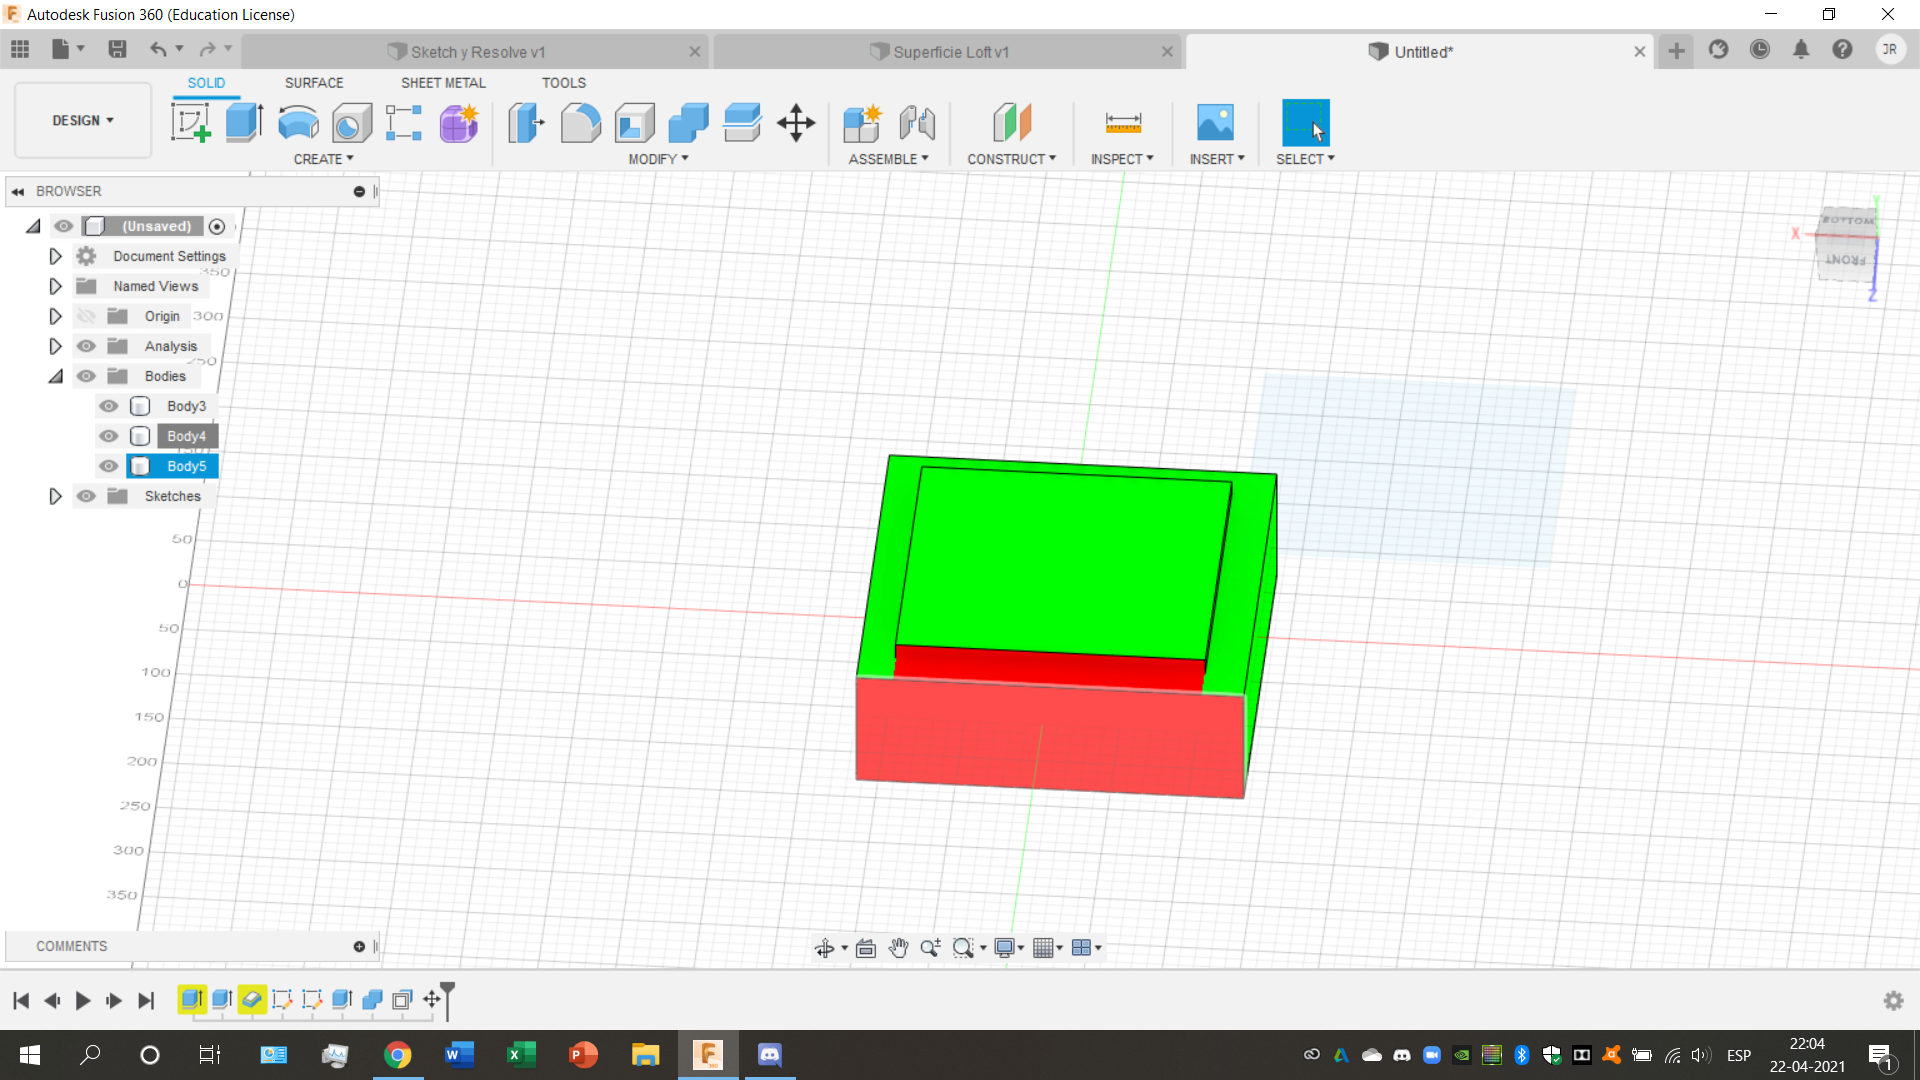 Autodesk Fusion 360 (Education License)
Sketch y Resolve v1
Superficie Loft v1
Untitled*
JR
DESIGN
SOLID
SURFACE
SHEET METAL
TOOLS
CREATE
MODIFY
ASSEMBLE
CONSTRUCT
INSPECT
INSERT
SELECT
BROWSER
(Unsaved)
Document Settings
Named Views
Origin
Analysis
Bodies
Body3
Body4
Body5
Sketches
350
300
250
50
0
50
100
150
200
250
300
350
BOTTOM
FRONT
X
Y
Z
COMMENTS
ESP
22:04
22-04-2021
1